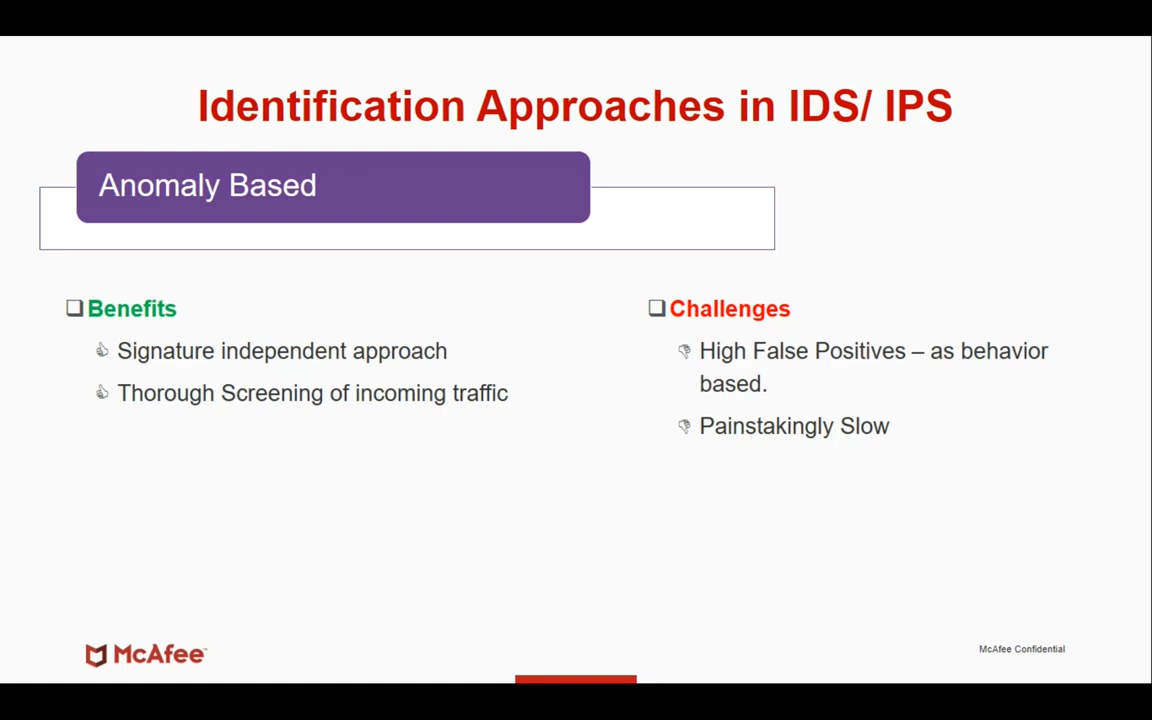 Identification Approaches in IDS/ IPS
Anomaly Based
Benefits
Signature independent approach
Thorough Screening of incoming traffic
Challenges
High False Positives – as behavior
based.
Painstakingly Slow
McAfee™
McAfee Confidential